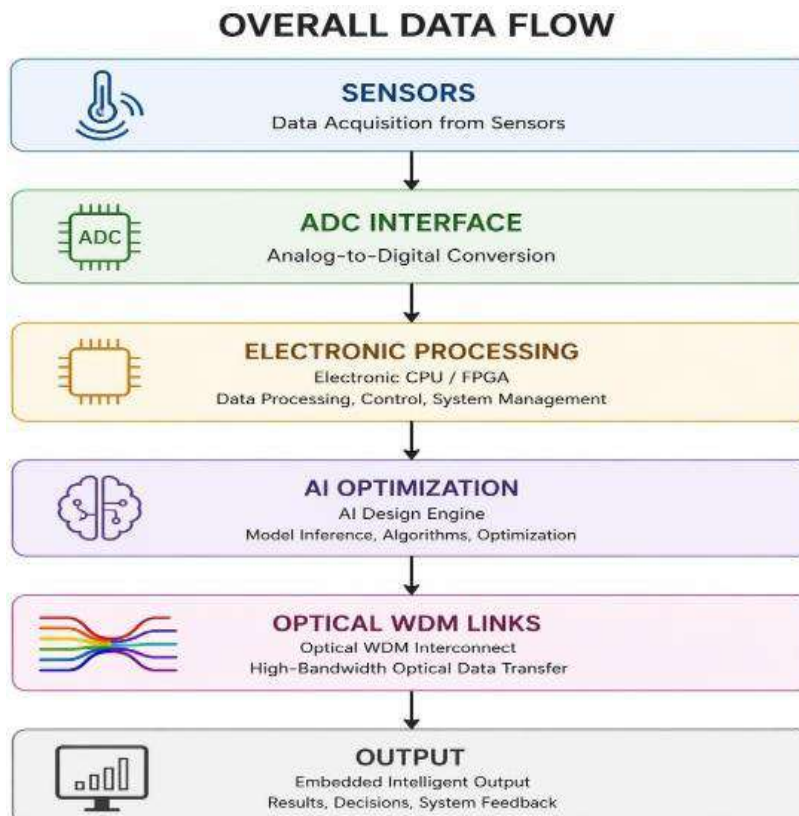 OVERALL DATA FLOW
SENSORS
Data Acquisition from Sensors
ADC
ADC INTERFACE
Analog-to-Digital Conversion
ELECTRONIC PROCESSING
Electronic CPU / FPGA
Data Processing, Control, System Management
AI OPTIMIZATION
AI Design Engine
Model Inference, Algorithms, Optimization
OPTICAL WDM LINKS
Optical WDM Interconnect
High-Bandwidth Optical Data Transfer
OUTPUT
Embedded Intelligent Output
Results, Decisions, System Feedback